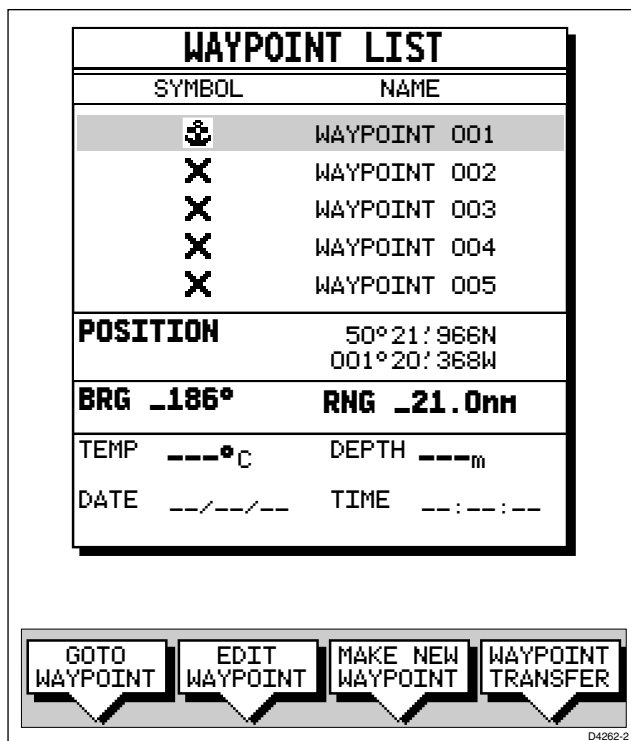 WAYPOINT LIST
SYMBOL NAME
WAYPOINT 001
WAYPOINT 002
WAYPOINT 003
WAYPOINT 004
WAYPOINT 005
POSITION 50°21'.966N
001°20'.368W
BRG _186° RNG _21.0nm
TEMP ---°C DEPTH ---m
DATE --/--/-- TIME --:--:--
GOTO WAYPOINT
EDIT WAYPOINT
MAKE NEW WAYPOINT
WAYPOINT TRANSFER
D4262-2